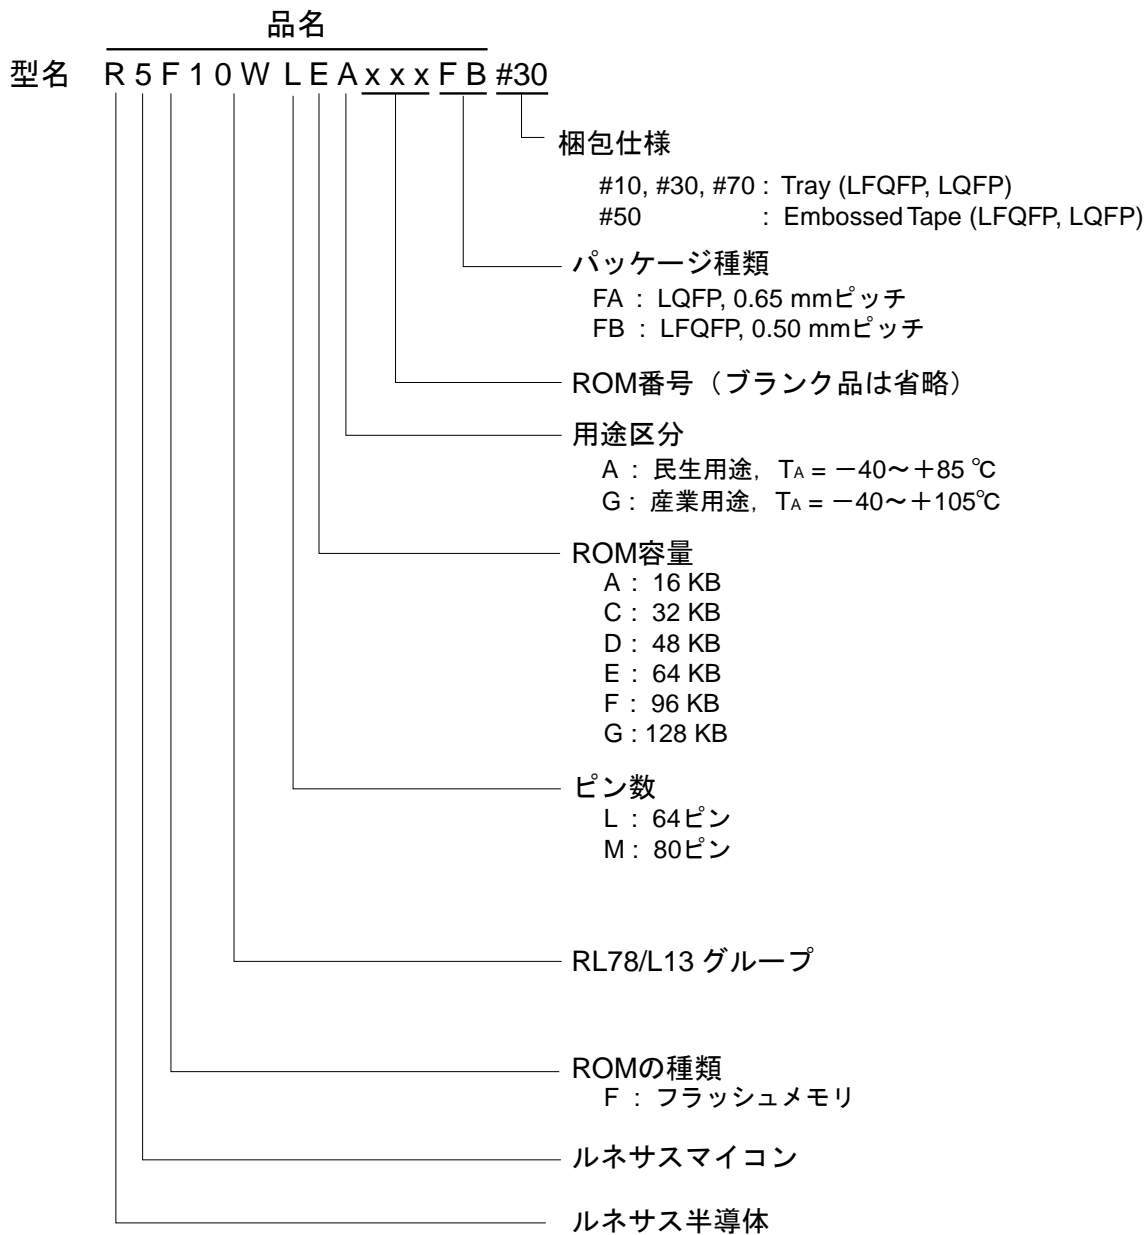 品名
型名 R 5 F 1 0 W L E A x x x F B #30
梱包仕様
#10, #30, #70 : Tray (LFQFP, LQFP)
#50 : Embossed Tape (LFQFP, LQFP)
パッケージ種類
FA : LQFP, 0.65 mmピッチ
FB : LFQFP, 0.50 mmピッチ
ROM番号（ブランク品は省略）
用途区分
A : 民生用途, TA = －40～＋85 ℃
G : 産業用途, TA = －40～＋105℃
ROM容量
A : 16 KB
C : 32 KB
D : 48 KB
E : 64 KB
F : 96 KB
G : 128 KB
ピン数
L : 64ピン
M : 80ピン
RL78/L13 グループ
ROMの種類
F : フラッシュメモリ
ルネサスマイコン
ルネサス半導体